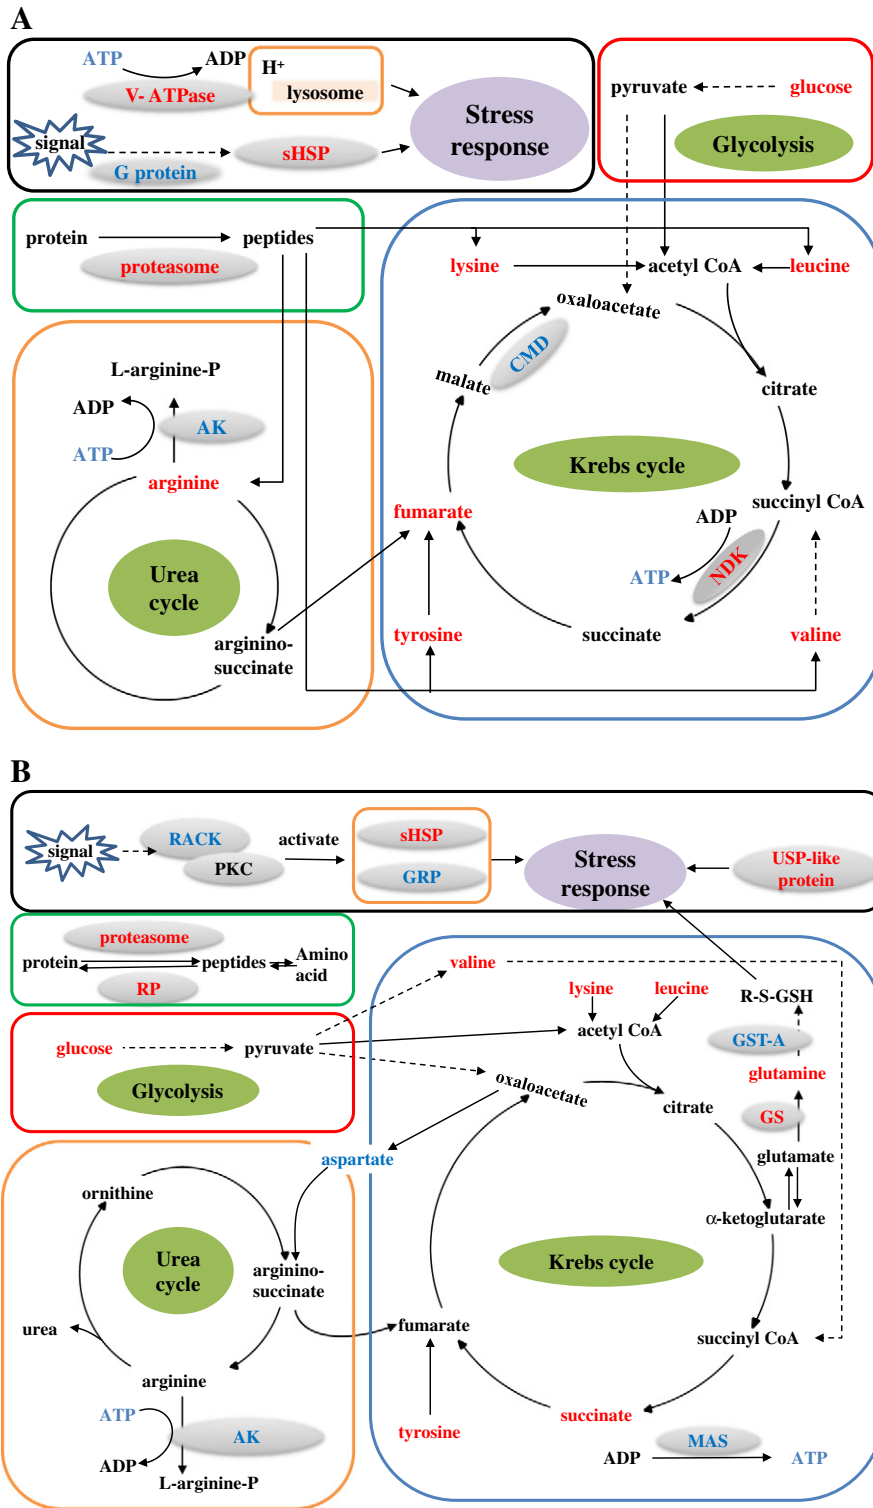 A
ATP
ADP
H+
V- ATPase
lysosome
Stress
response
signal
G protein
sHSP
pyruvate
glucose
Glycolysis
protein
peptides
proteasome
lysine
acetyl CoA
leucine
oxaloacetate
CMD
malate
citrate
L-arginine-P
ADP
AK
ATP
arginine
Krebs cycle
succinyl CoA
fumarate
ADP
NDK
ATP
Urea
cycle
arginino-
succinate
tyrosine
succinate
valine
B
signal
RACK
PKC
activate
sHSP
GRP
Stress
response
USP-like
protein
proteasome
protein
peptides
Amino
acid
RP
valine
lysine
leucine
R-S-GSH
acetyl CoA
GST-A
glucose
pyruvate
Glycolysis
glutamine
oxaloacetate
citrate
GS
glutamate
aspartate
ornithine
α-ketoglutarate
Urea
cycle
arginino-
succinate
Krebs cycle
urea
fumarate
succinyl CoA
arginine
ATP
AK
ADP
L-arginine-P
tyrosine
succinate
MAS
ADP
ATP